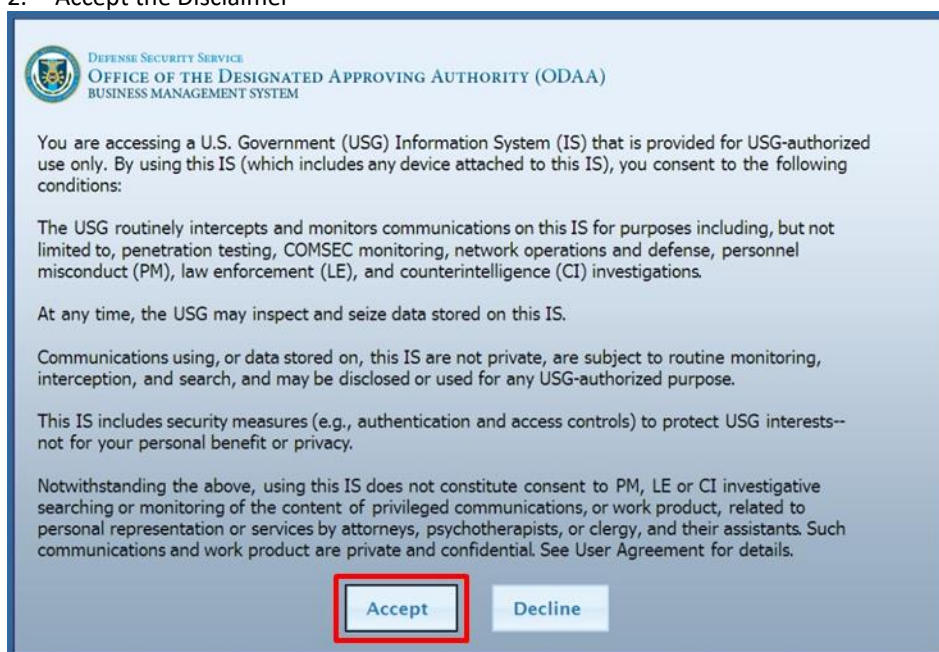 2. Accept the Disclaimer
DEFENSE SECURITY SERVICE
OFFICE OF THE DESIGNATED APPROVING AUTHORITY (ODAA)
BUSINESS MANAGEMENT SYSTEM
You are accessing a U.S. Government (USG) Information System (IS) that is provided for USG-authorized
use only. By using this IS (which includes any device attached to this IS), you consent to the following
conditions:
The USG routinely intercepts and monitors communications on this IS for purposes including, but not
limited to, penetration testing, COMSEC monitoring, network operations and defense, personnel
misconduct (PM), law enforcement (LE), and counterintelligence (CI) investigations.
At any time, the USG may inspect and seize data stored on this IS.
Communications using, or data stored on, this IS are not private, are subject to routine monitoring,
interception, and search, and may be disclosed or used for any USG-authorized purpose.
This IS includes security measures (e.g., authentication and access controls) to protect USG interests--
not for your personal benefit or privacy.
Notwithstanding the above, using this IS does not constitute consent to PM, LE or CI investigative
searching or monitoring of the content of privileged communications, or work product, related to
personal representation or services by attorneys, psychotherapists, or clergy, and their assistants. Such
communications and work product are private and confidential. See User Agreement for details.
Accept Decline